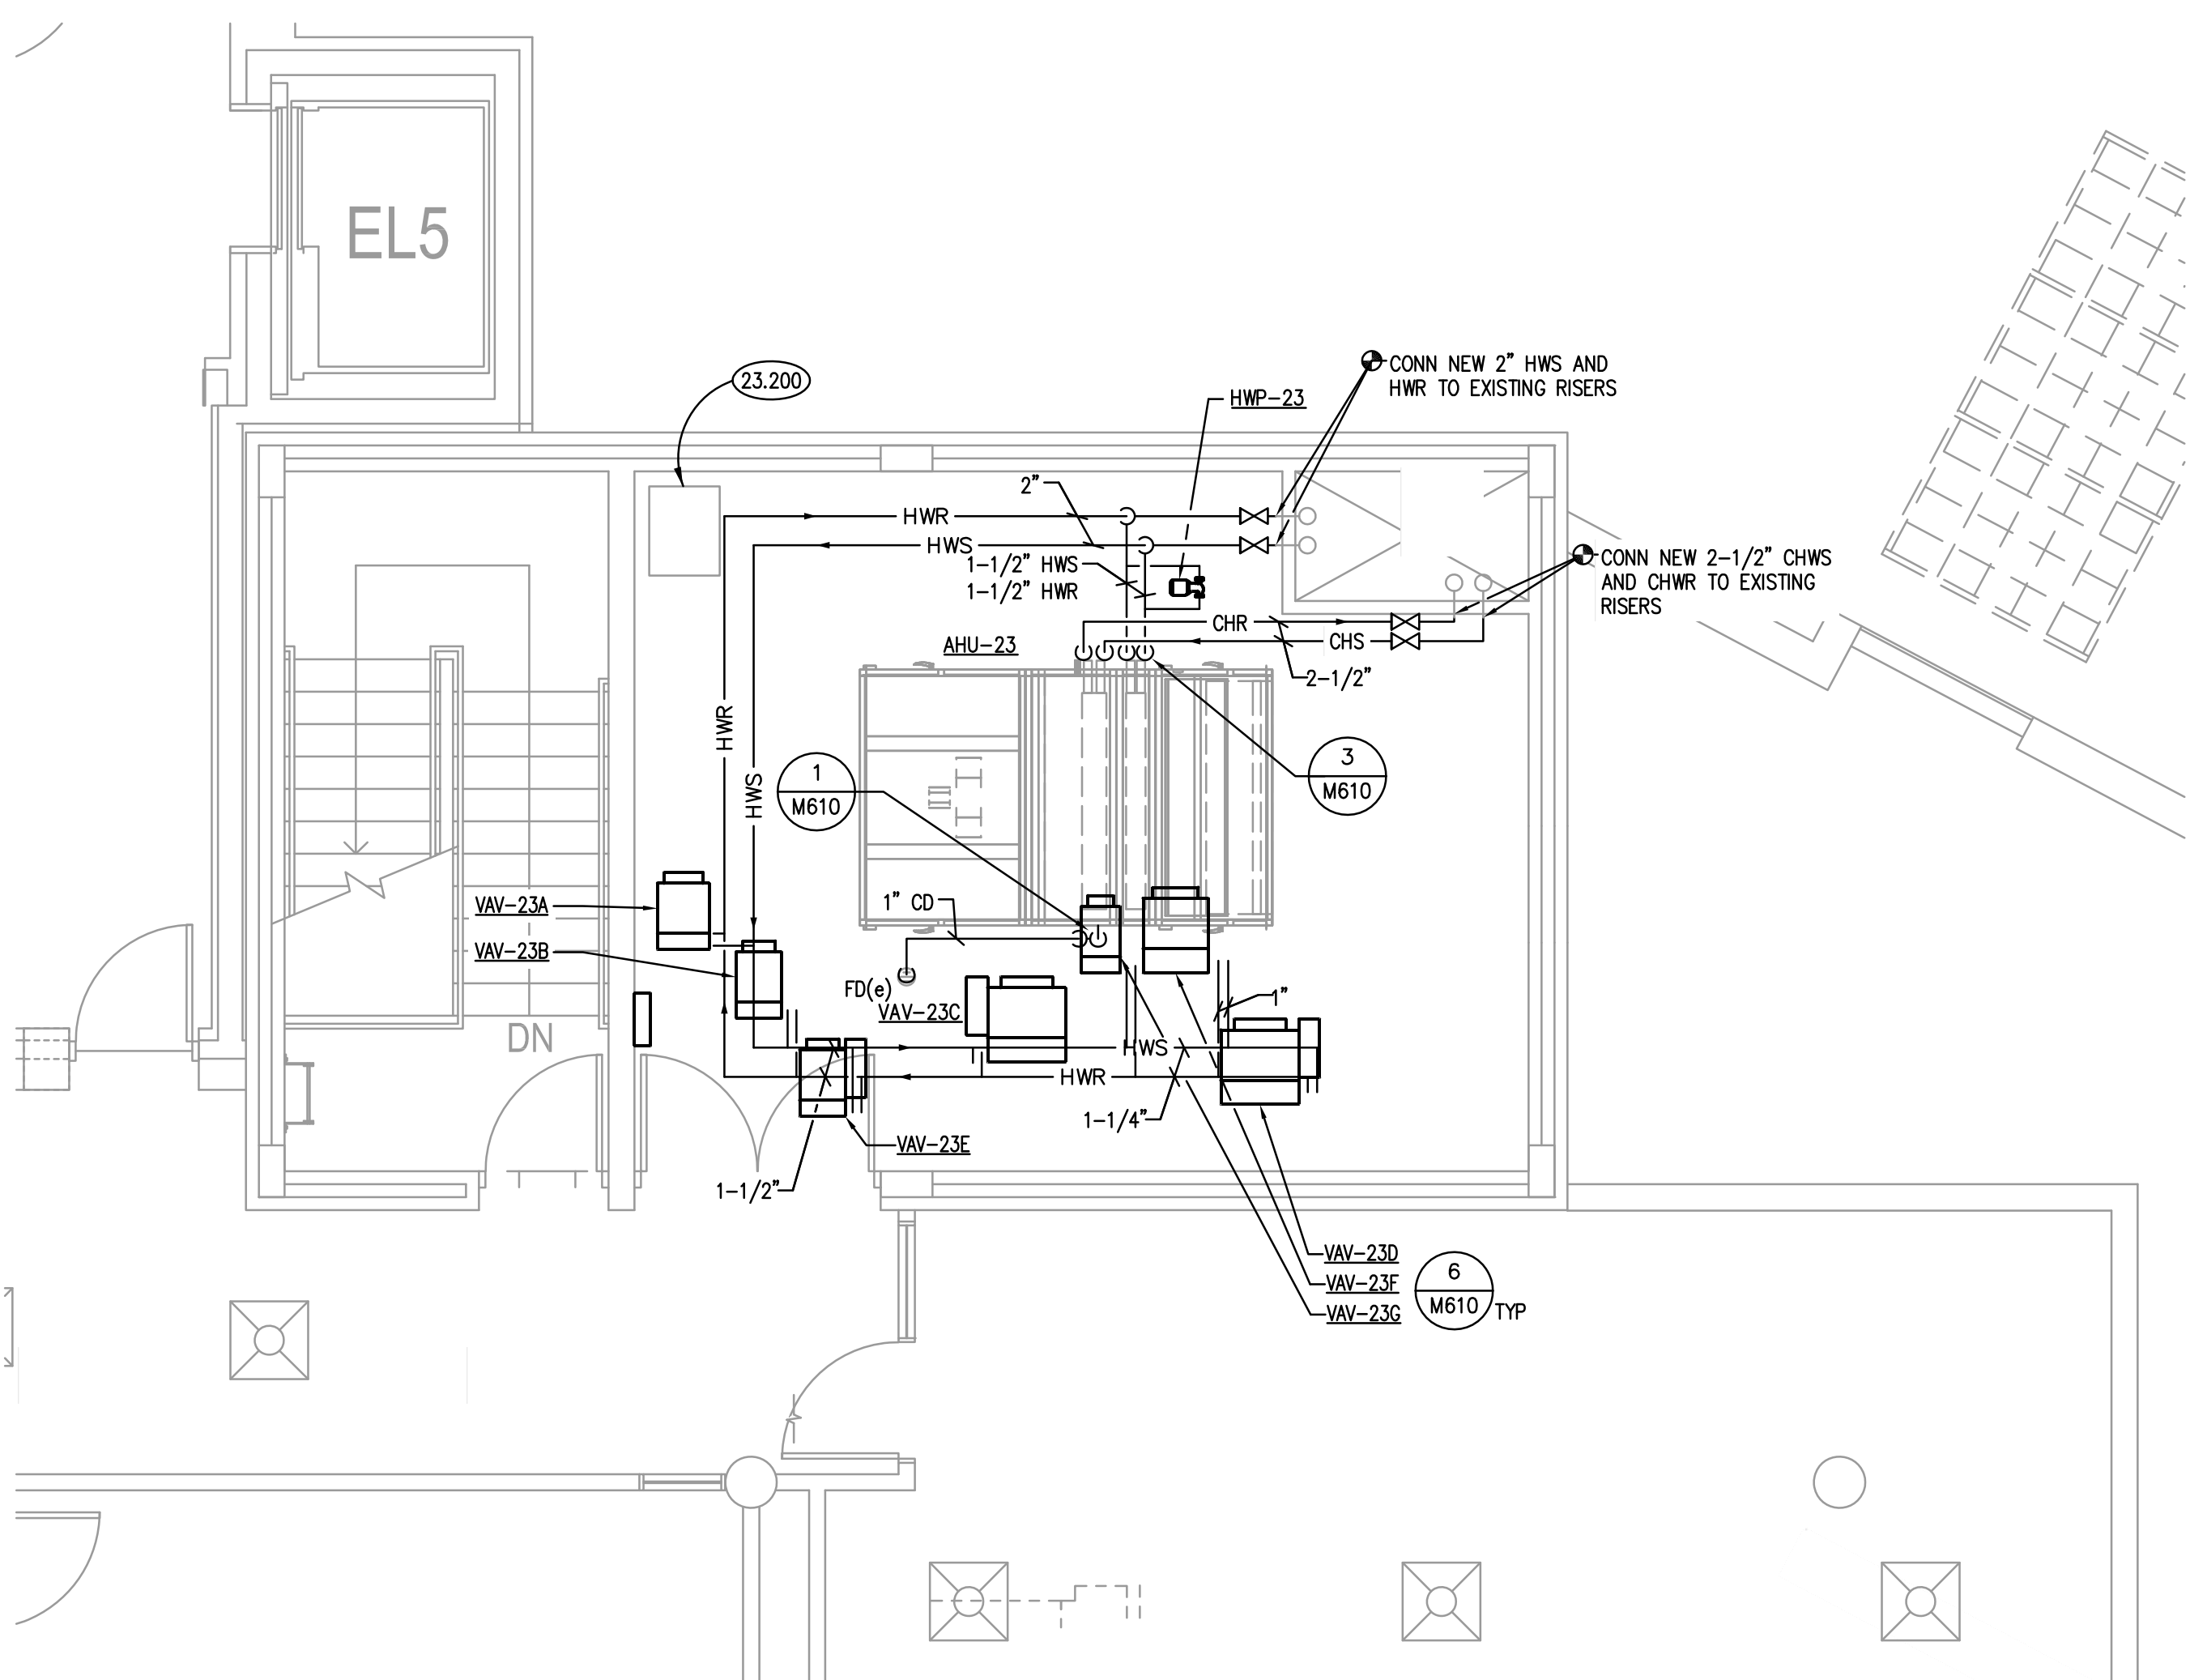 EL5
23.200
CONN NEW 2" HWS AND
HWR TO EXISTING RISERS
HWP-23
2"
HWR
HWS
1-1/2" HWS
1-1/2" HWR
CONN NEW 2-1/2" CHWS
AND CHWR TO EXISTING
RISERS
CHR
CHS
AHU-23
2-1/2"
HWR
HWS
1
M610
3
M610
1" CD
VAV-23A
VAV-23B
FD(e)
VAV-23C
1"
DN
HWS
HWR
1-1/4"
VAV-23E
1-1/2"
VAV-23D
VAV-23F
VAV-23G
6
M610
TYP